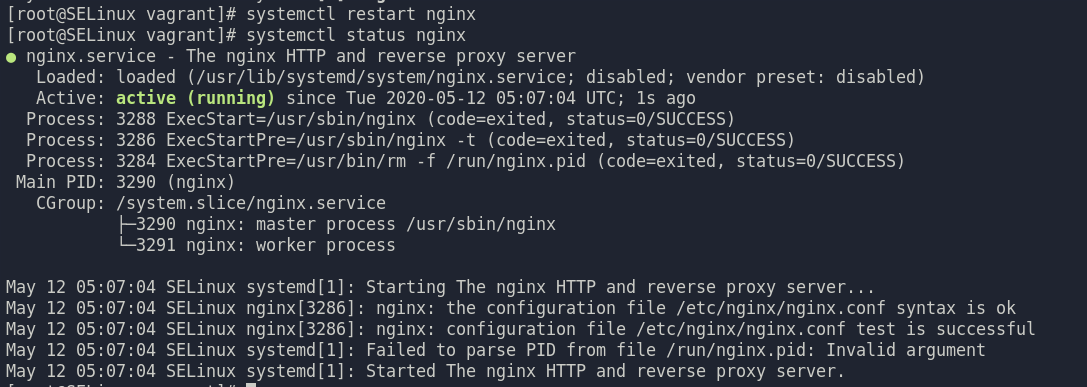 [root@SELinux vagrant]# systemctl restart nginx
[root@SELinux vagrant]# systemctl status nginx
● nginx.service - The nginx HTTP and reverse proxy server
   Loaded: loaded (/usr/lib/systemd/system/nginx.service; disabled; vendor preset: disabled)
   Active: active (running) since Tue 2020-05-12 05:07:04 UTC; 1s ago
  Process: 3288 ExecStart=/usr/sbin/nginx (code=exited, status=0/SUCCESS)
  Process: 3286 ExecStartPre=/usr/sbin/nginx -t (code=exited, status=0/SUCCESS)
  Process: 3284 ExecStartPre=/usr/bin/rm -f /run/nginx.pid (code=exited, status=0/SUCCESS)
 Main PID: 3290 (nginx)
   CGroup: /system.slice/nginx.service
           ├─3290 nginx: master process /usr/sbin/nginx
           └─3291 nginx: worker process

May 12 05:07:04 SELinux systemd[1]: Starting The nginx HTTP and reverse proxy server...
May 12 05:07:04 SELinux nginx[3286]: nginx: the configuration file /etc/nginx/nginx.conf syntax is ok
May 12 05:07:04 SELinux nginx[3286]: nginx: configuration file /etc/nginx/nginx.conf test is successful
May 12 05:07:04 SELinux systemd[1]: Failed to parse PID from file /run/nginx.pid: Invalid argument
May 12 05:07:04 SELinux systemd[1]: Started The nginx HTTP and reverse proxy server.